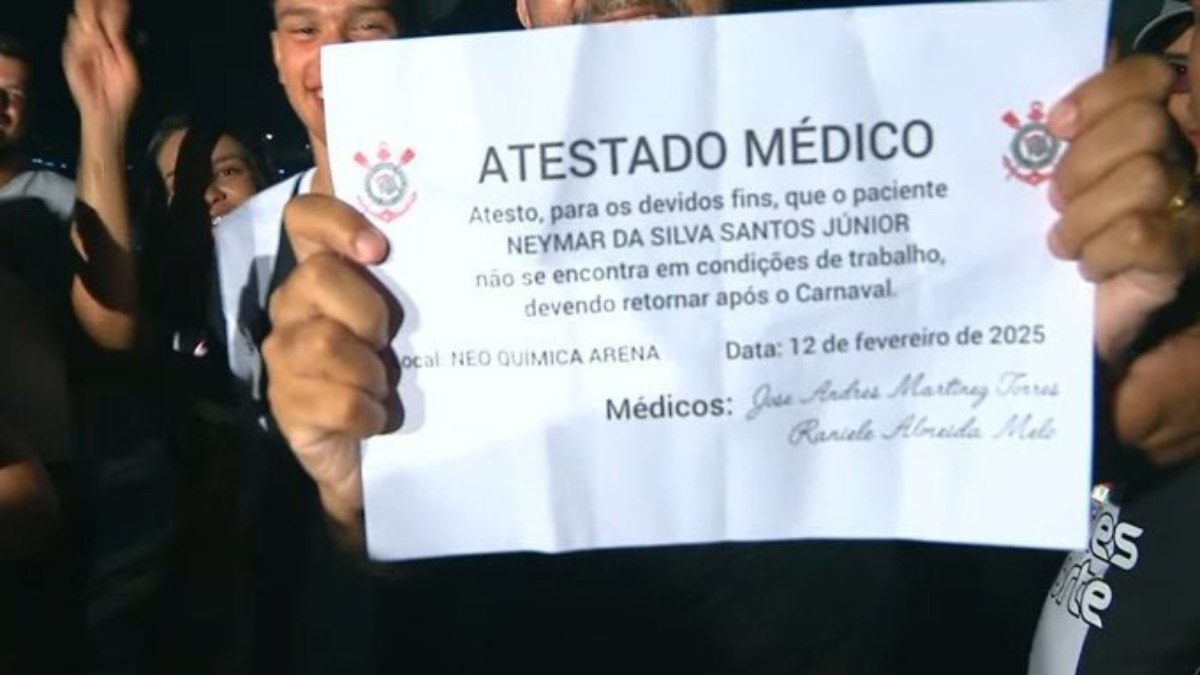 ATESTADO MÉDICO
Atesto, para os devidos fins, que o paciente
NEYMAR DA SILVA SANTOS JÚNIOR
não se encontra em condições de trabalho,
devendo retornar após o Carnaval.
ocal: NEO QUÍMICA ARENA Data: 12 de fevereiro de 2025
Médicos: Jose Andres Martinez Torres
Raniele Almeida Melo